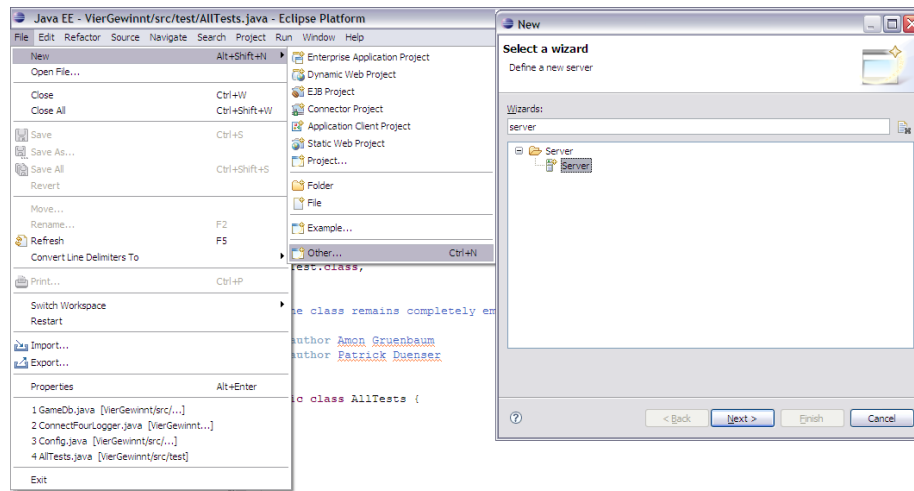 Java EE - VierGewinnt/src/test/AllTests.java - Eclipse Platform
File Edit Refactor Source Navigate Search Project Run Window Help
New Alt+Shift+N
Open File...
Close Ctrl+W
Close All Ctrl+Shift+W
Save Ctrl+S
Save As...
Save All Ctrl+Shift+S
Revert
Move...
Rename... F2
Refresh F5
Convert Line Delimiters To
Print... Ctrl+P
Switch Workspace
Restart
Import...
Export...
Properties Alt+Enter
1 GameDb.java [VierGewinnt/src/...]
2 ConnectFourLogger.java [VierGewinnt...]
3 Config.java [VierGewinnt/src/...]
4 AllTests.java [VierGewinnt/src/test]
Exit
Enterprise Application Project
Dynamic Web Project
EJB Project
Connector Project
Application Client Project
Static Web Project
Project...
Folder
File
Example...
Other... Ctrl+N
est.class,
e class remains completely em
uthor Amon Gruenbaum
uthor Patrick Duenser
ic class AllTests {
New
Select a wizard
Define a new server
Wizards:
server
Server
Server
? < Back Next > Finish Cancel